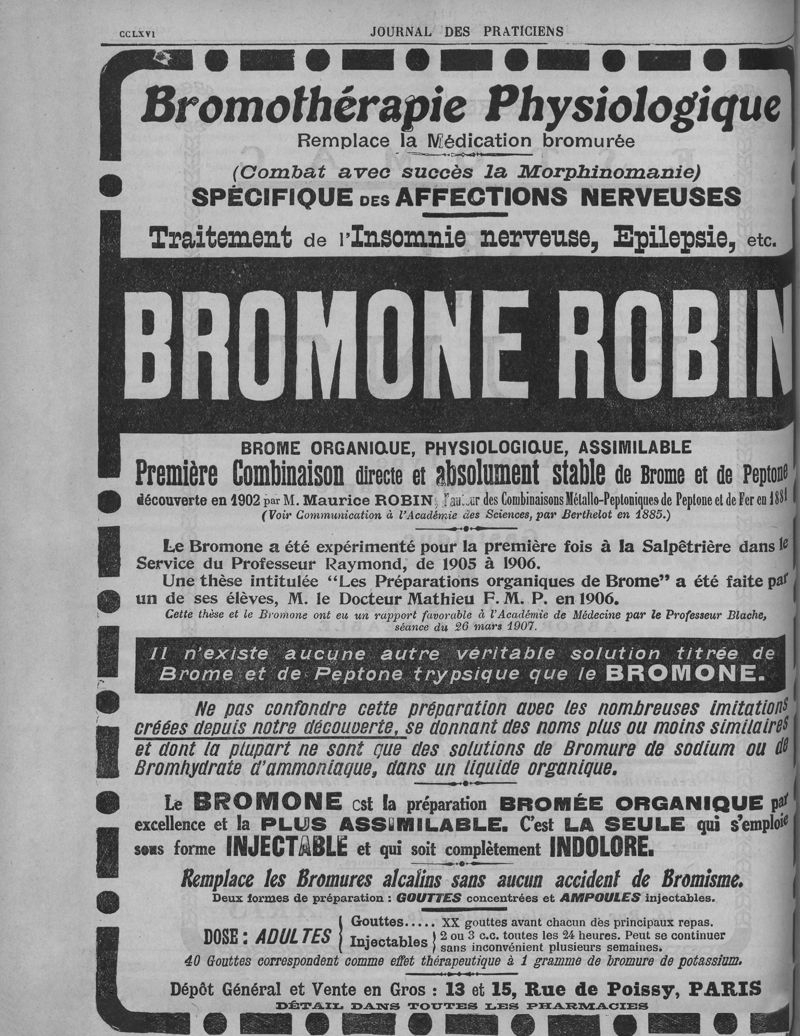 CCLXVI
JOURNAL DES PRATICIENS
Bromothérapie Physiologique
Remplace la Médication bromurée
(Combat avec succès la Morphinomanie)
SPÉCIFIQUE DES AFFECTIONS NERVEUSES
Traitement de l'Insomnie nerveuse, Epilepsie, etc.
BROMONE ROBIN
BROME ORGANIQUE, PHYSIOLOGIQUE, ASSIMILABLE
Première Combinaison directe et absolument stable de Brome et de Peptone
découverte en 1902 par M. Maurice ROBIN, l'auteur des Combinaisons Métallo-Peptoniques de Peptone et de Fer en 1881
(Voir Communication à l'Académie des Sciences, par Berthelot en 1885.)
Le Bromone a été expérimenté pour la première fois à la Salpêtrière dans le
Service du Professeur Raymond, de 1905 à 1906.
Une thèse intitulée "Les Préparations organiques de Brome" a été faite par
un de ses élèves, M. le Docteur Mathieu F. M. P. en 1906.
Cette thèse et le Bromone ont eu un rapport favorable à l'Académie de Médecine par le Professeur Blache,
séance du 26 mars 1907.
Il n'existe aucune autre véritable solution titrée de
Brome et de Peptone trypsique que le BROMONE.
Ne pas confondre cette préparation avec les nombreuses imitations
créées depuis notre découverte, se donnant des noms plus ou moins similaires
et dont la plupart ne sont que des solutions de Bromure de sodium ou de
Bromhydrate d'ammoniaque, dans un liquide organique.
Le BROMONE est la préparation BROMÉE ORGANIQUE par
excellence et la PLUS ASSIMILABLE. C'est LA SEULE qui s'emploie
sous forme INJECTABLE et qui soit complètement INDOLORE.
Remplace les Bromures alcalins sans aucun accident de Bromisme.
Deux formes de préparation : GOUTTES concentrées et AMPOULES injectables.
DOSE : ADULTES
Gouttes..... XX gouttes avant chacun des principaux repas.
Injectables 2 ou 3 c.c. toutes les 24 heures. Peut se continuer
sans inconvénient plusieurs semaines.
40 Gouttes correspondent comme effet thérapeutique à 1 gramme de bromure de potassium.
Dépôt Général et Vente en Gros : 13 et 15, Rue de Poissy, PARIS
DÉTAIL DANS TOUTES LES PHARMACIES